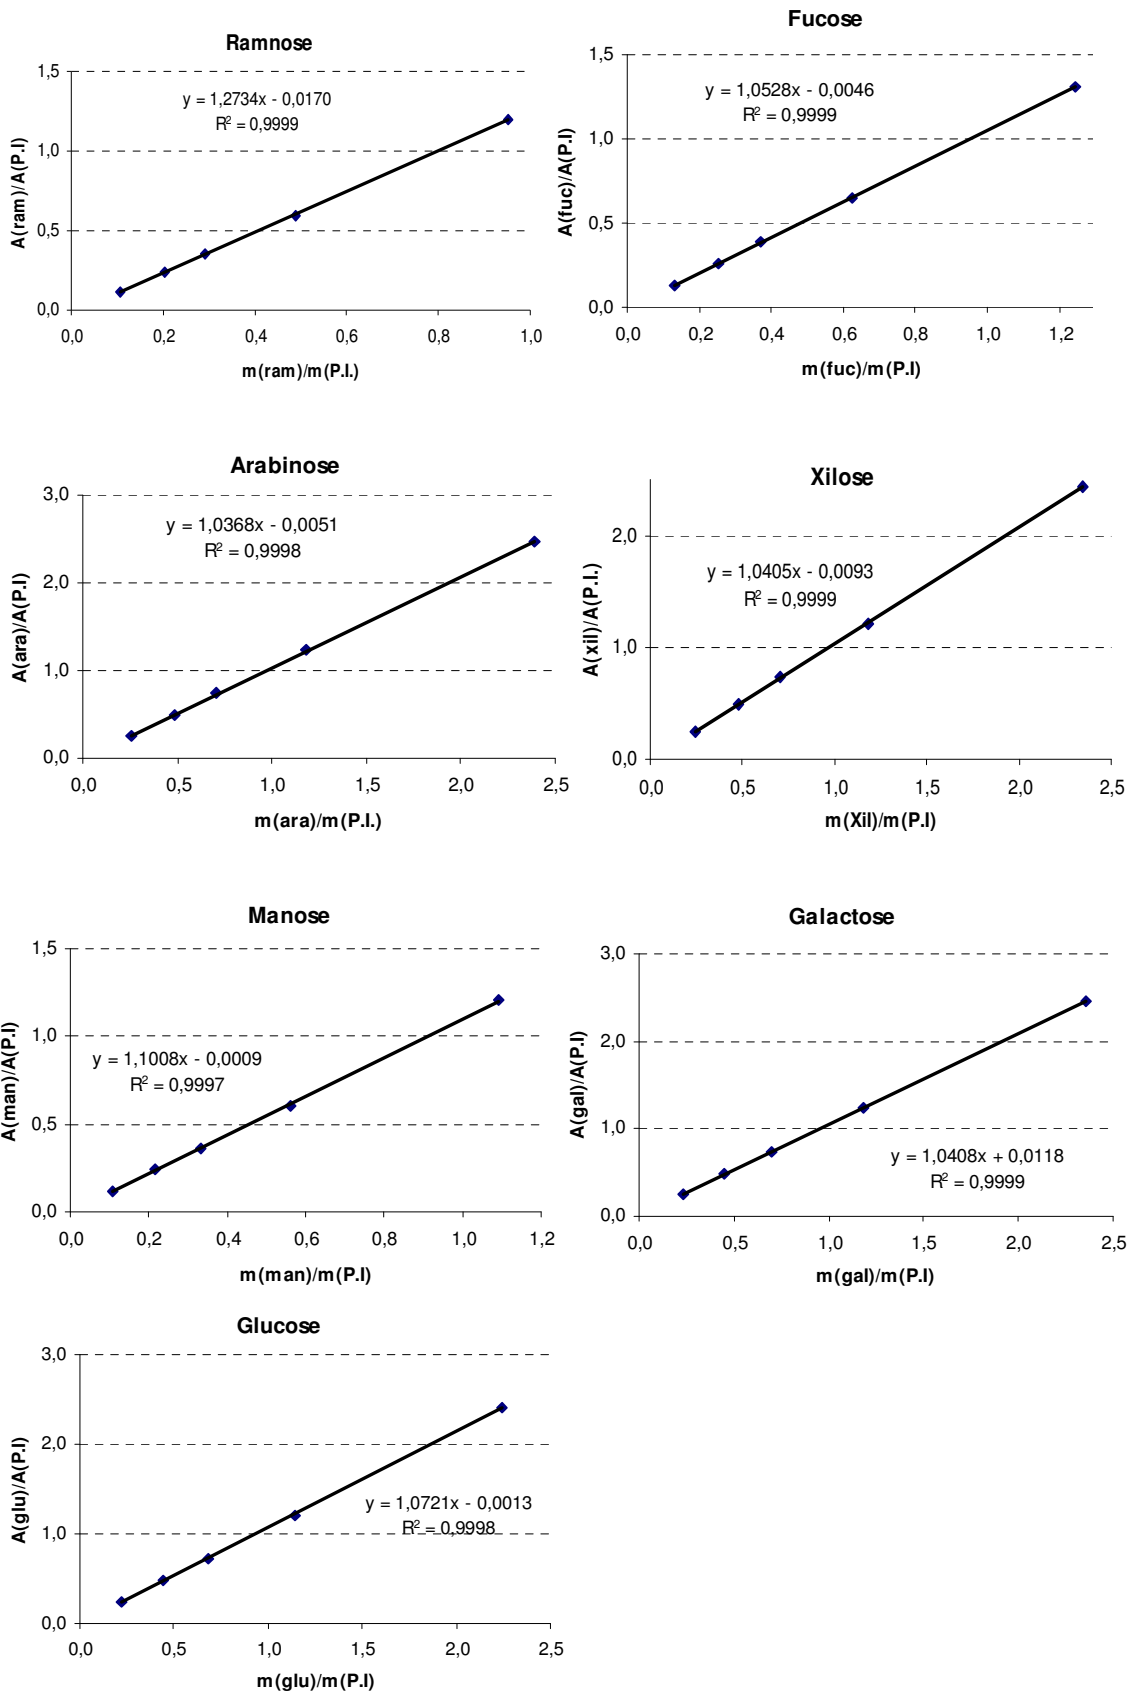 Ramnose
1,5
1,0
0,5
0,0
y = 1,2734x - 0,0170
R² = 0,9999
0,0 0,2 0,4 0,6 0,8 1,0
A(ram)/A(P.I)
m(ram)/m(P.I.)
Fucose
1,5
1,0
0,5
0,0
y = 1,0528x - 0,0046
R² = 0,9999
0,0 0,2 0,4 0,6 0,8 1,0 1,2
A(fuc)/A(P.I)
m(fuc)/m(P.I)
Arabinose
3,0
2,0
1,0
0,0
y = 1,0368x - 0,0051
R² = 0,9998
0,0 0,5 1,0 1,5 2,0 2,5
A(ara)/A(P.I)
m(ara)/m(P.I.)
Xilose
2,0
1,0
0,0
y = 1,0405x - 0,0093
R² = 0,9999
0,0 0,5 1,0 1,5 2,0 2,5
A(xil)/A(P.I.)
m(Xil)/m(P.I)
Manose
1,5
1,0
0,5
0,0
y = 1,1008x - 0,0009
R² = 0,9997
0,0 0,2 0,4 0,6 0,8 1,0 1,2
A(man)/A(P.I)
m(man)/m(P.I)
Galactose
3,0
2,0
1,0
0,0
y = 1,0408x + 0,0118
R² = 0,9999
0,0 0,5 1,0 1,5 2,0 2,5
A(gal)/A(P.I)
m(gal)/m(P.I)
Glucose
3,0
2,0
1,0
0,0
y = 1,0721x - 0,0013
R² = 0,9998
0,0 0,5 1,0 1,5 2,0 2,5
A(glu)/A(P.I)
m(glu)/m(P.I)